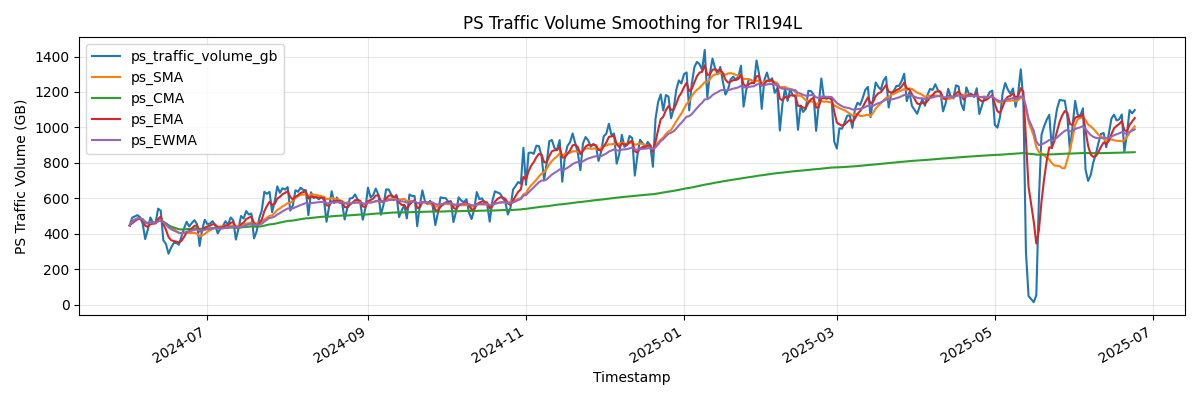 PS Traffic Volume Smoothing for TRI194L
PS Traffic Volume (GB)
1400
1200
1000
800
600
400
200
0
ps_traffic_volume_gb
ps_SMA
ps_CMA
ps_EMA
ps_EWMA
2024-07
2024-09
2024-11
2025-01
2025-03
2025-05
2025-07
Timestamp